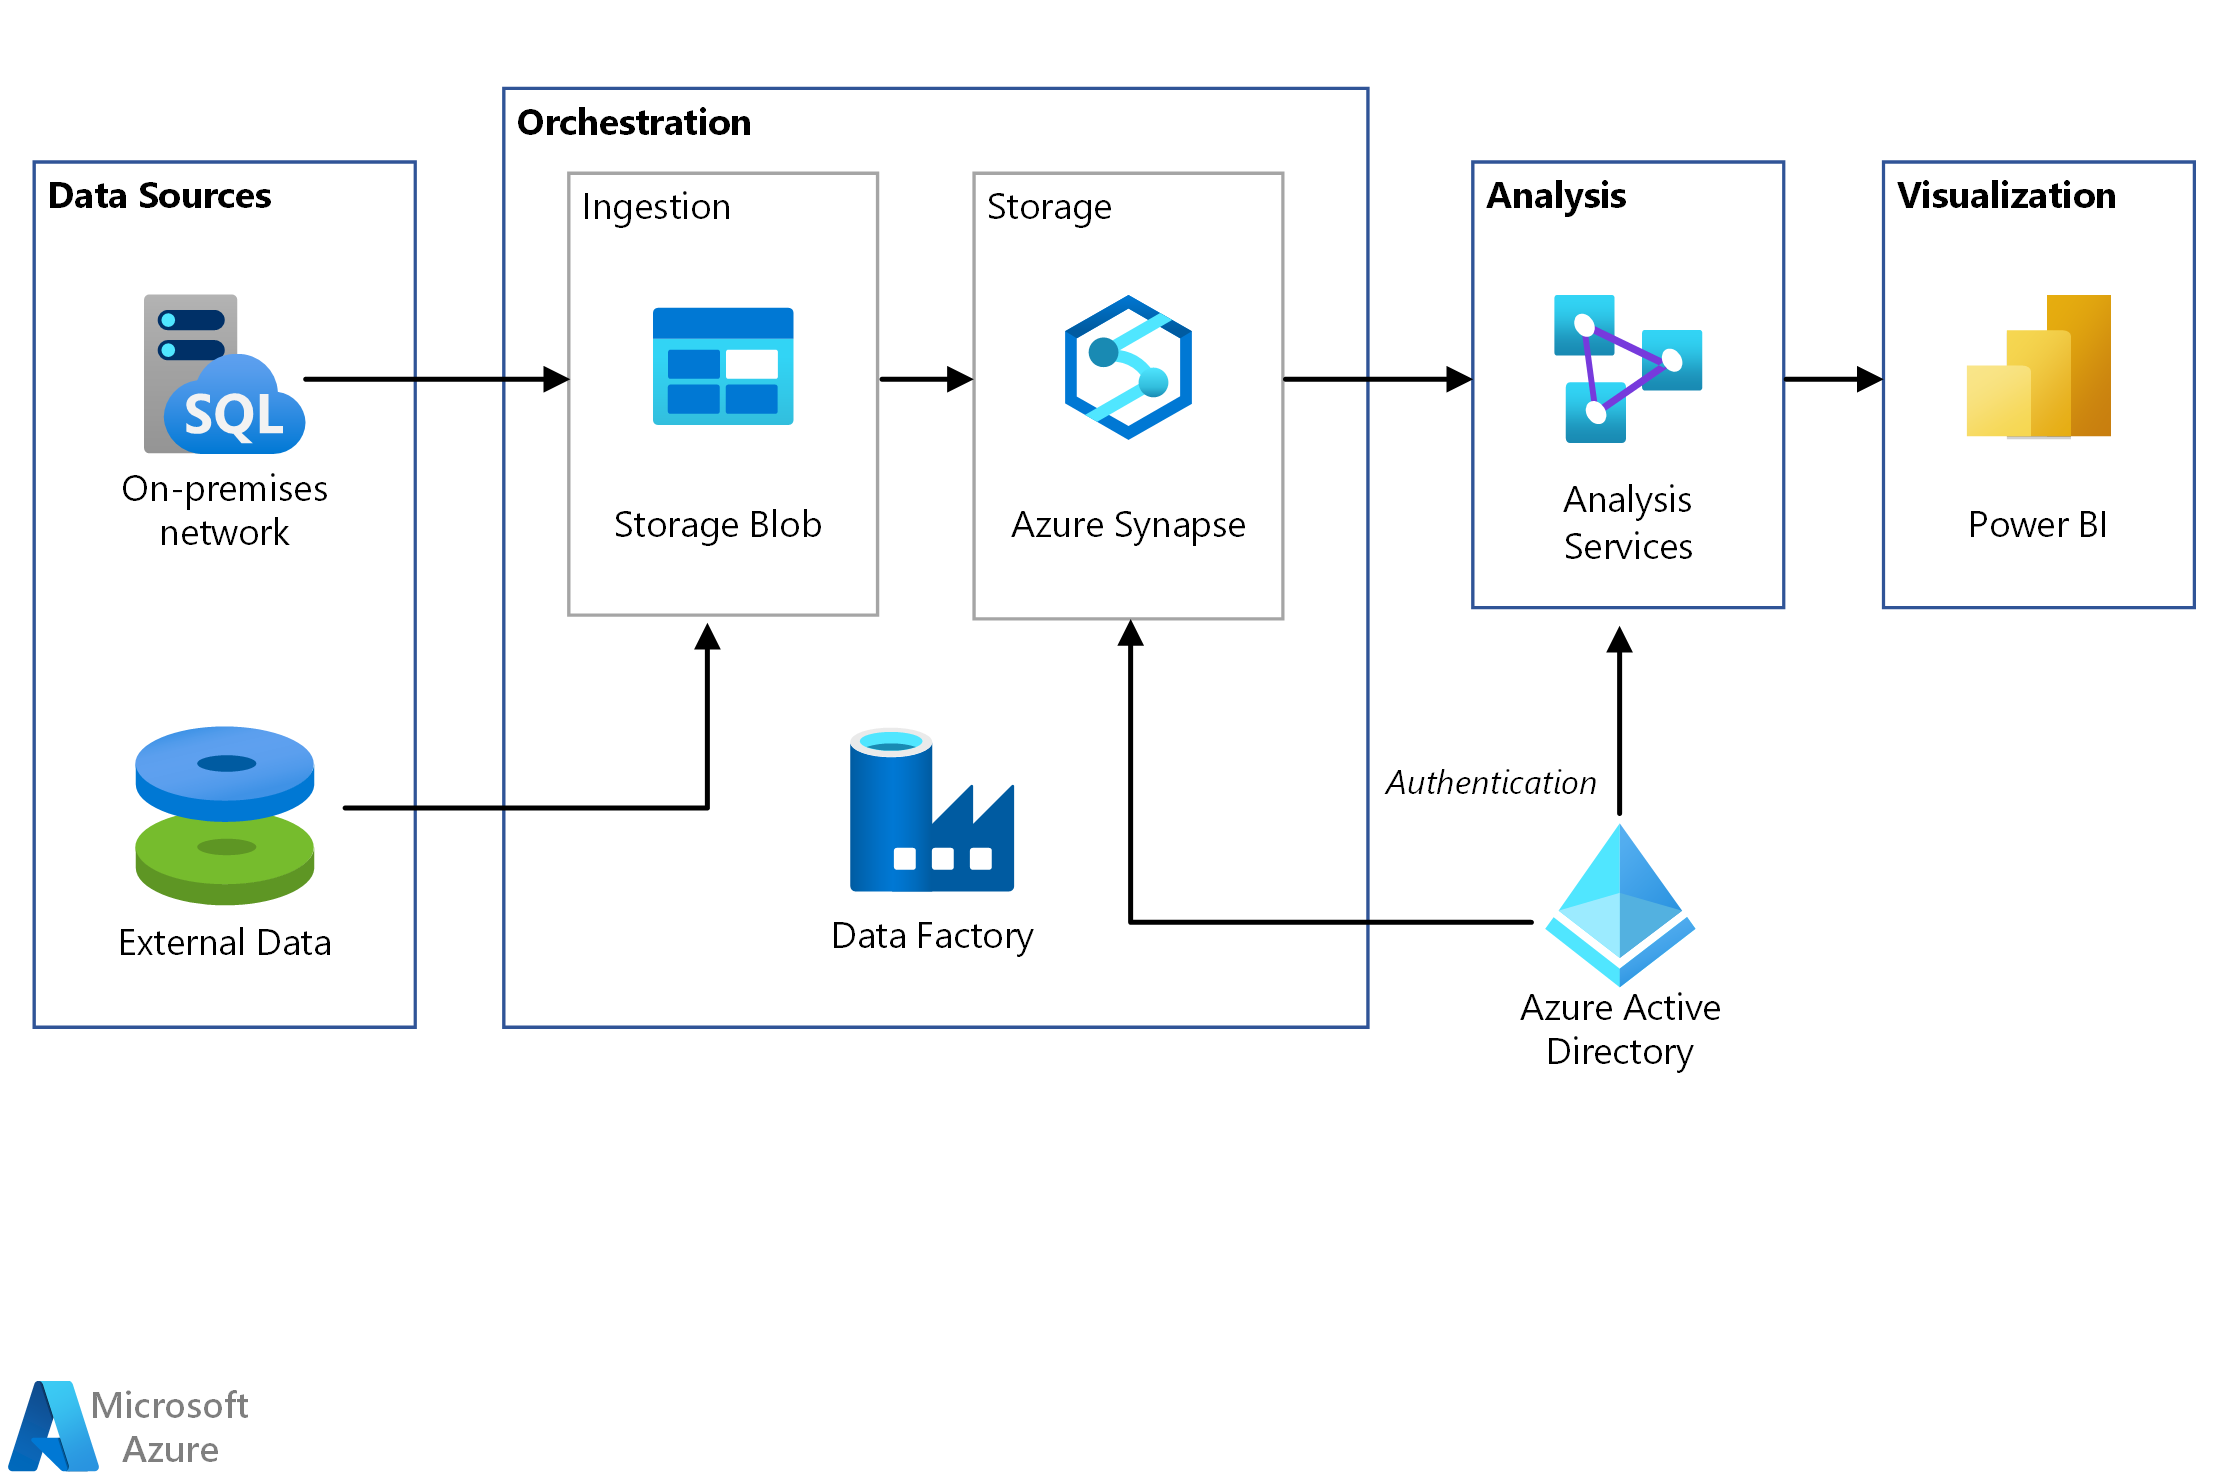 Orchestration
Data Sources
Ingestion
Storage
Analysis
Visualization
SQL
On-premises
network
Storage Blob
Azure Synapse
Analysis
Services
Power BI
Authentication
External Data
Data Factory
Azure Active
Directory
Microsoft
Azure